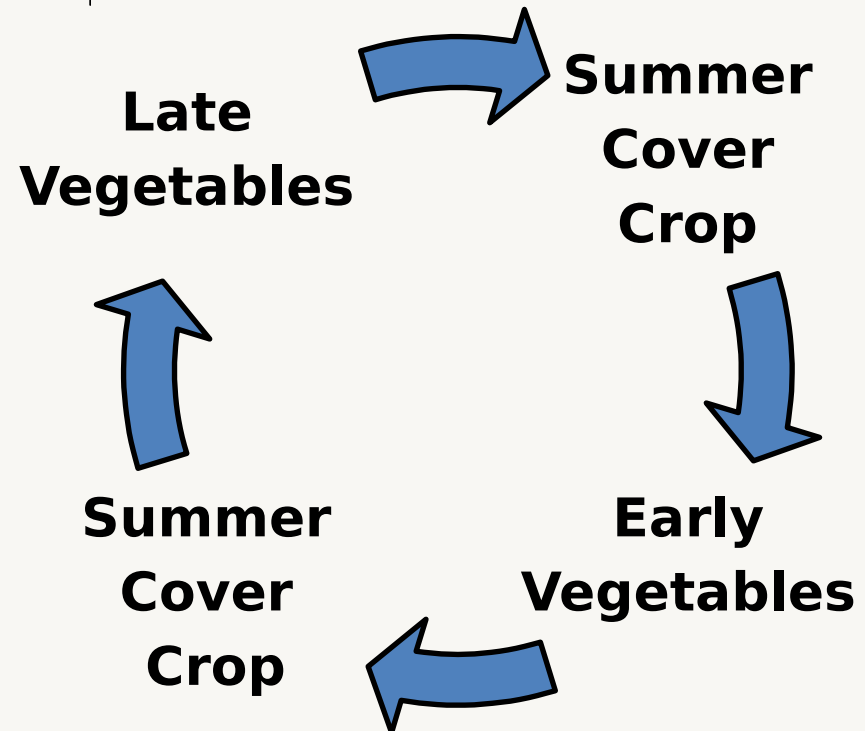 Late
Vegetables
Summer
Cover
Crop
Early
Vegetables
Summer
Cover
Crop